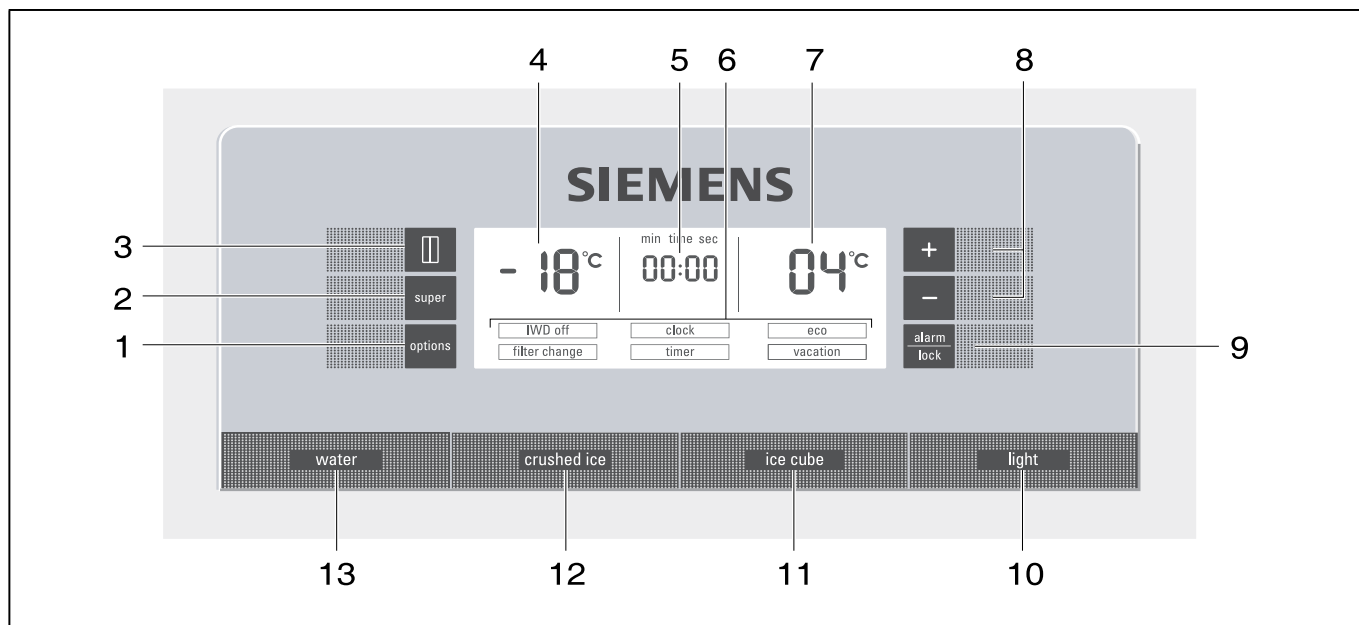 4 5 6 7 8
SIEMENS
3
min time sec
-18°C 00:00 04°C
+
2 super
−
1 options
IWD off clock eco
alarm
filter change timer vacation
lock
9
water crushed ice ice cube light
13 12 11 10